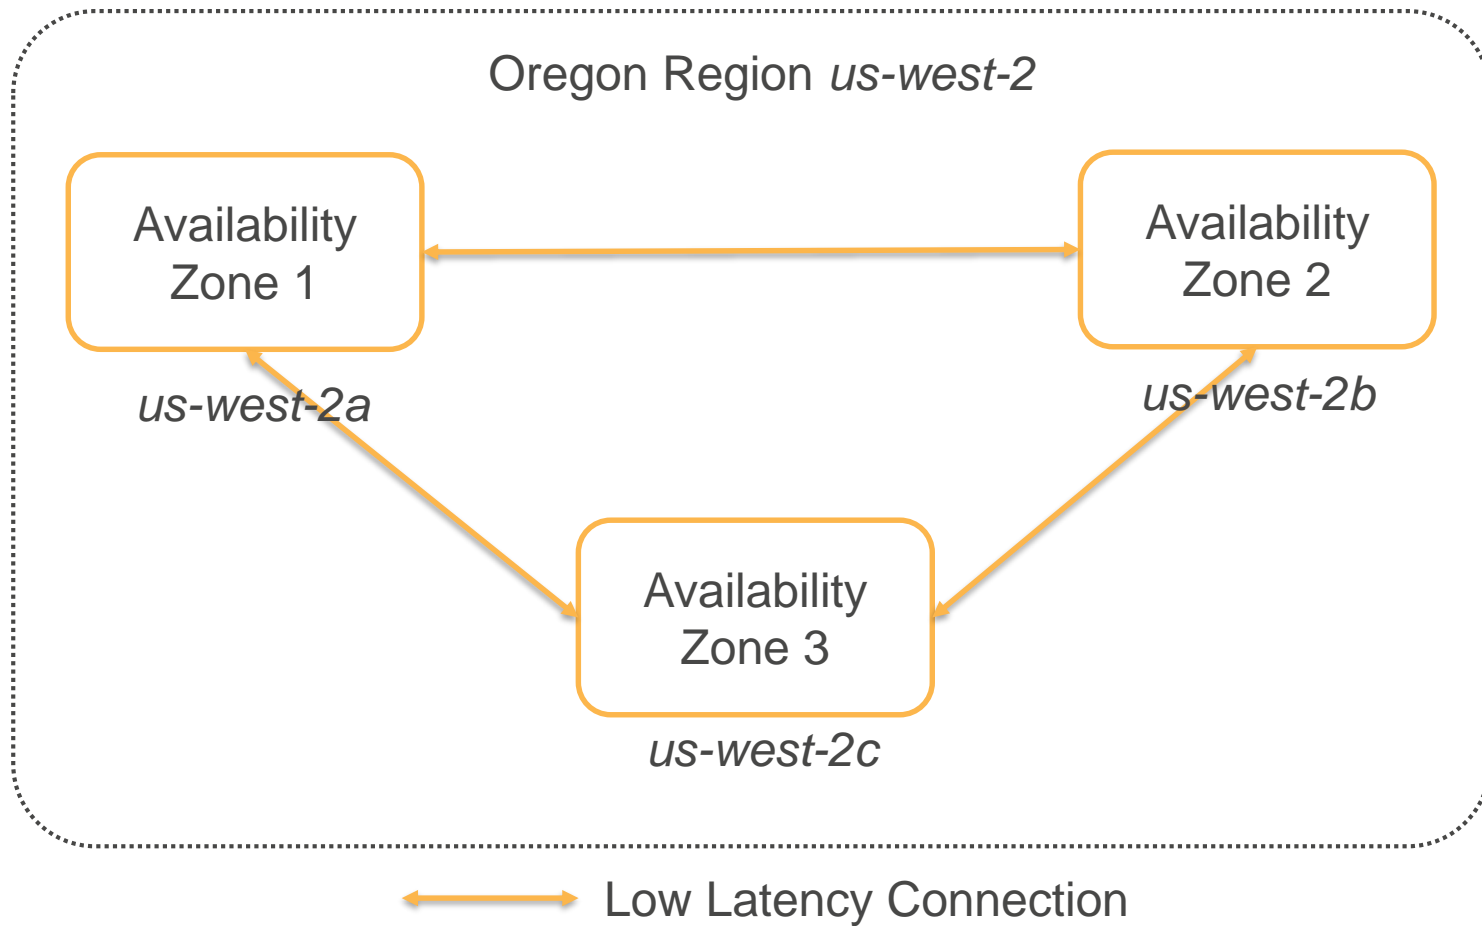 Oregon Region us-west-2
Availability
Zone 1
us-west-2a
Availability
Zone 2
us-west-2b
Availability
Zone 3
us-west-2c
Low Latency Connection